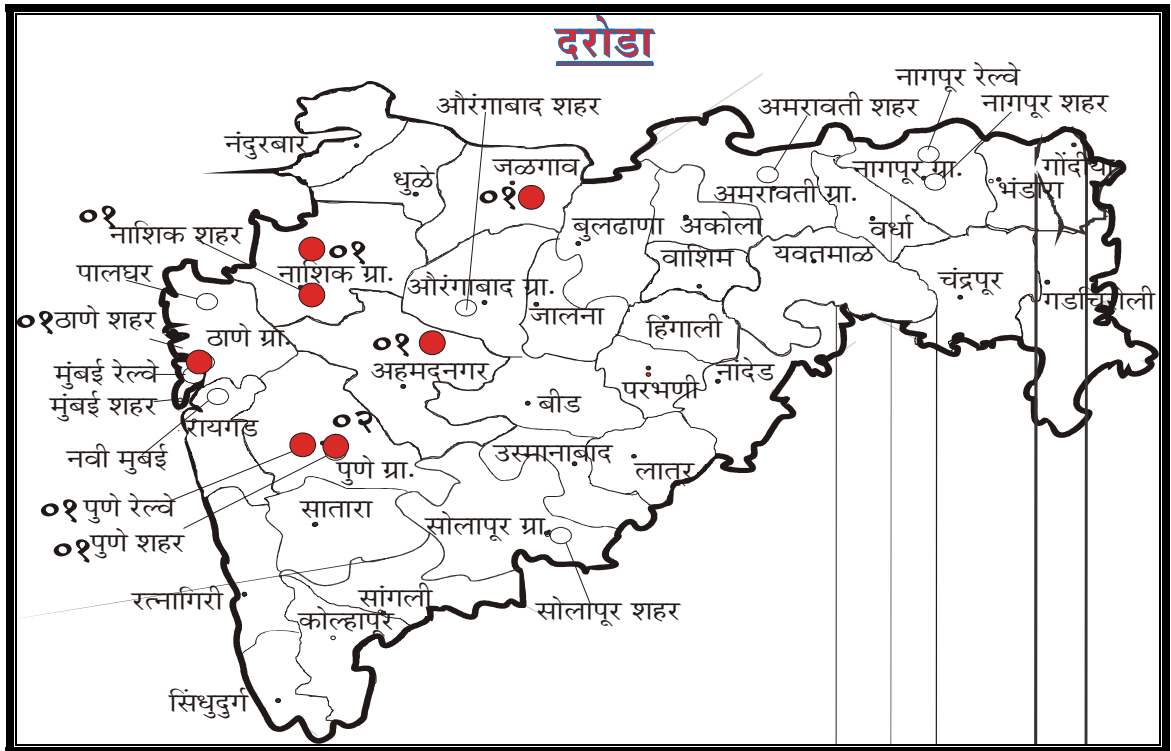 दरोडा
नागपूर रेल्वे
औरंगाबाद शहर
अमरावती शहर
नागपूर शहर
नंदुरबार
जळगाव
गोंदीया
धुळे
०१
नागपूर ग्रा.
भंडारा
अमरावती ग्रा.
०१
नाशिक शहर
बुलढाणा
अकोला
वर्धा
०१
वाशिम
यवतमाळ
पालघर
नाशिक ग्रा.
औरंगाबाद ग्रा.
चंद्रपूर
गडचिरोली
०१ ठाणे शहर
जालना
हिंगाली
ठाणे ग्रा.
०१
अहमदनगर
मुंबई रेल्वे
परभणी
नांदेड
मुंबई शहर
बीड
रायगड
०२
नवी मुंबई
उस्मानाबाद
पुणे ग्रा.
लातूर
०१ पुणे रेल्वे
सातारा
सोलापूर ग्रा.
०१ पुणे शहर
रत्नागिरी
सांगली
सोलापूर शहर
कोल्हापूर
सिंधुदुर्ग